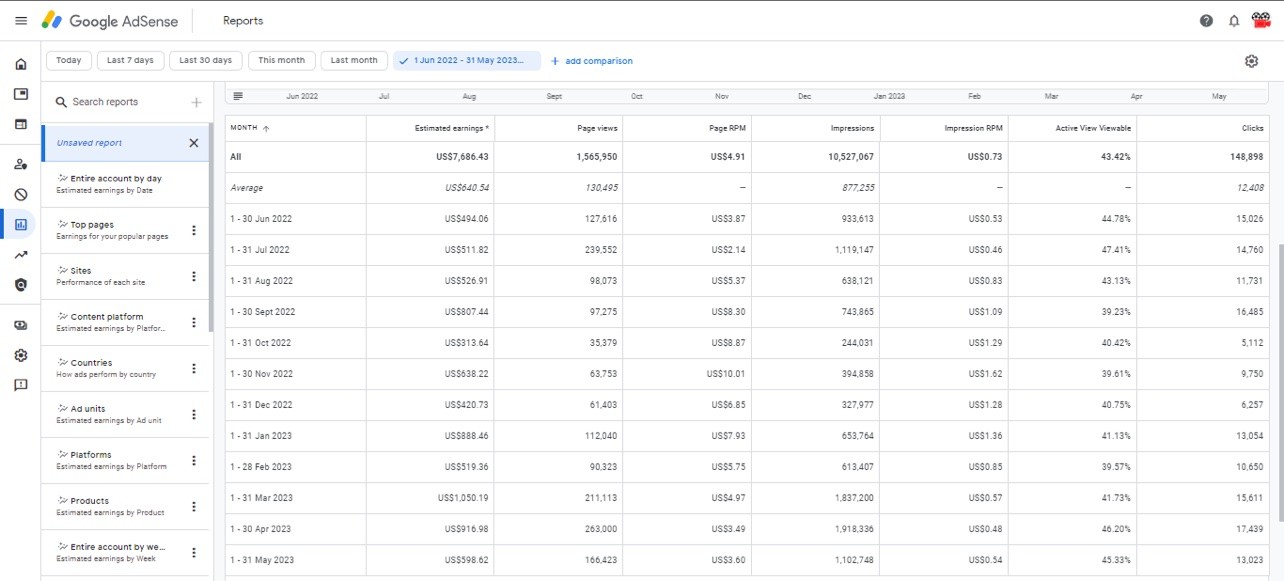 Google AdSense
Reports
Today
Last 7 days
Last 30 days
This month
Last month
1 Jun 2022 - 31 May 2023...
+ add comparison
Search reports
Unsaved report
Entire account by day
Estimated earnings by Date
Top pages
Earnings for your popular pages
Sites
Performance of each site
Content platform
Estimated earnings by Platfor...
Countries
How ads perform by country
Ad units
Estimated earnings by Ad unit
Platforms
Estimated earnings by Platform
Products
Estimated earnings by Product
Entire account by we...
Estimated earnings by Week
Jun 2022 Jul Aug Sept Oct Nov Dec Jan 2023 Feb Mar Apr May
MONTH Estimated earnings * Page views Page RPM Impressions Impression RPM Active View Viewable Clicks
All US$7,686.43 1,565,950 US$4.91 10,527,067 US$0.73 43.42% 148,898
Average US$640.54 130,495 – 877,255 – – 12,408
1 - 30 Jun 2022 US$494.06 127,616 US$3.87 933,613 US$0.53 44.78% 15,026
1 - 31 Jul 2022 US$511.82 239,552 US$2.14 1,119,147 US$0.46 47.41% 14,760
1 - 31 Aug 2022 US$526.91 98,073 US$5.37 638,121 US$0.83 43.13% 11,731
1 - 30 Sept 2022 US$807.44 97,275 US$8.30 743,865 US$1.09 39.23% 16,485
1 - 31 Oct 2022 US$313.64 35,379 US$8.87 244,031 US$1.29 40.42% 5,112
1 - 30 Nov 2022 US$638.22 63,753 US$10.01 394,858 US$1.62 39.61% 9,750
1 - 31 Dec 2022 US$420.73 61,403 US$6.85 327,977 US$1.28 40.75% 6,257
1 - 31 Jan 2023 US$888.46 112,040 US$7.93 653,764 US$1.36 41.13% 13,054
1 - 28 Feb 2023 US$519.36 90,323 US$5.75 613,407 US$0.85 39.57% 10,650
1 - 31 Mar 2023 US$1,050.19 211,113 US$4.97 1,837,200 US$0.57 41.73% 15,611
1 - 30 Apr 2023 US$916.98 263,000 US$3.49 1,918,336 US$0.48 46.20% 17,439
1 - 31 May 2023 US$598.62 166,423 US$3.60 1,102,748 US$0.54 45.33% 13,023